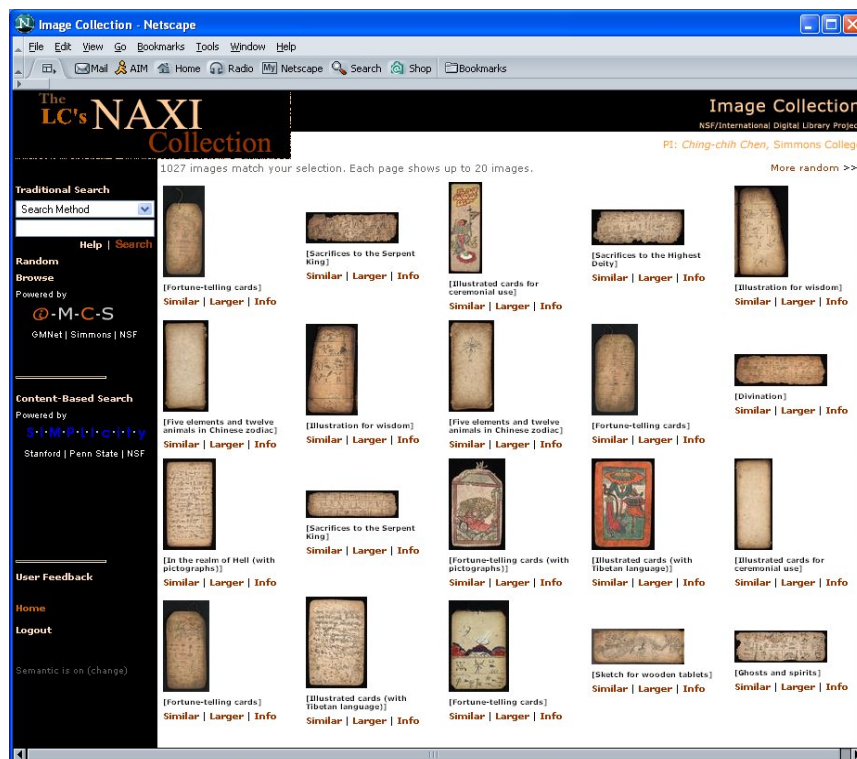 Image Collection - Netscape
File Edit View Go Bookmarks Tools Window Help
Mail AIM Home Radio My Netscape Search Shop Bookmarks
The
LC's NAXI
Collection
Image Collection
NSF/International Digital Library Projec
PI: Ching-chih Chen, Simmons College
1027 images match your selection. Each page shows up to 20 images.
More random >>
Traditional Search
Search Method
Help | Search
Random
Browse
Powered by
i-M-C-S
GMNet | Simmons | NSF
Content-Based Search
Powered by
S·I·M·P·L·I·c·i·t·y
Stanford | Penn State | NSF
User Feedback
Home
Logout
Semantic is on (change)
[Fortune-telling cards]
Similar | Larger | Info
[Sacrifices to the Serpent
King]
Similar | Larger | Info
[Illustrated cards for
ceremonial use]
Similar | Larger | Info
[Sacrifices to the Highest
Deity]
Similar | Larger | Info
[Illustration for wisdom]
Similar | Larger | Info
[Five elements and twelve
animals in Chinese zodiac]
Similar | Larger | Info
[Illustration for wisdom]
Similar | Larger | Info
[Five elements and twelve
animals in Chinese zodiac]
Similar | Larger | Info
[Fortune-telling cards]
Similar | Larger | Info
[Divination]
Similar | Larger | Info
[In the realm of Hell (with
pictographs)]
Similar | Larger | Info
[Sacrifices to the Serpent
King]
Similar | Larger | Info
[Fortune-telling cards (with
pictographs)]
Similar | Larger | Info
[Illustrated cards (with
Tibetan language)]
Similar | Larger | Info
[Illustrated cards for
ceremonial use]
Similar | Larger | Info
[Fortune-telling cards]
Similar | Larger | Info
[Illustrated cards (with
Tibetan language)]
Similar | Larger | Info
[Fortune-telling cards]
Similar | Larger | Info
[Sketch for wooden tablets]
Similar | Larger | Info
[Ghosts and spirits]
Similar | Larger | Info